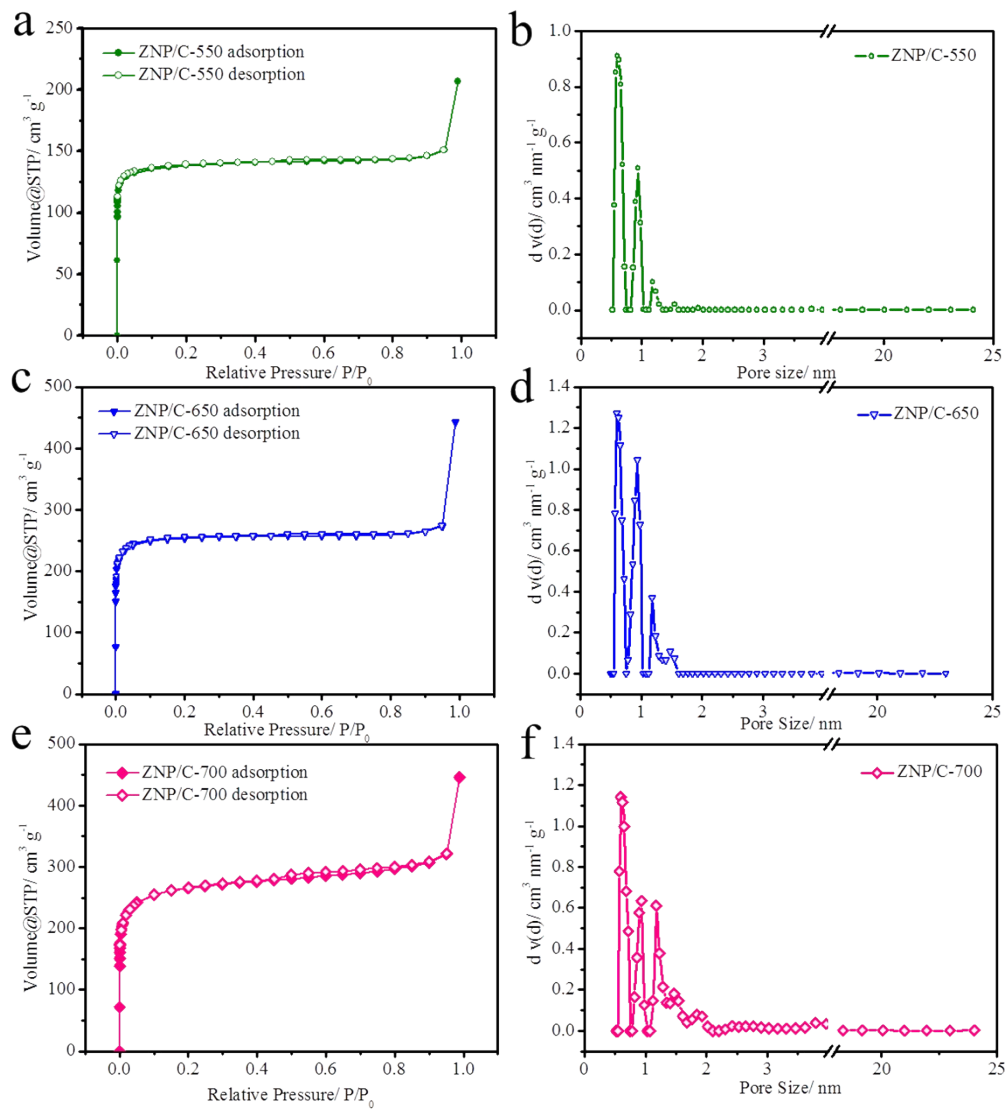 a
250
200
150
100
50
0
Volume@STP/ cm³ g⁻¹
ZNP/C-550 adsorption
ZNP/C-550 desorption
0.0 0.2 0.4 0.6 0.8 1.0
Relative Pressure/ P/P₀
b
1.0
0.8
0.6
0.4
0.2
0.0
d v(d)/ cm³ nm⁻¹ g⁻¹
ZNP/C-550
0 1 2 3 20 25
Pore size/ nm
c
500
400
300
200
100
0
Volume@STP/ cm³ g⁻¹
ZNP/C-650 adsorption
ZNP/C-650 desorption
0.0 0.2 0.4 0.6 0.8 1.0
Relative Pressure/ P/P₀
d
1.4
1.2
1.0
0.8
0.6
0.4
0.2
0.0
d v(d)/ cm³ nm⁻¹ g⁻¹
ZNP/C-650
0 1 2 3 20 25
Pore Size/ nm
e
500
400
300
200
100
0
Volume@STP/ cm³ g⁻¹
ZNP/C-700 adsorption
ZNP/C-700 desorption
0.0 0.2 0.4 0.6 0.8 1.0
Relative Pressure/ P/P₀
f
1.4
1.2
1.0
0.8
0.6
0.4
0.2
0.0
d v(d)/ cm³ nm⁻¹ g⁻¹
ZNP/C-700
0 1 2 3 20 25
Pore Size/ nm